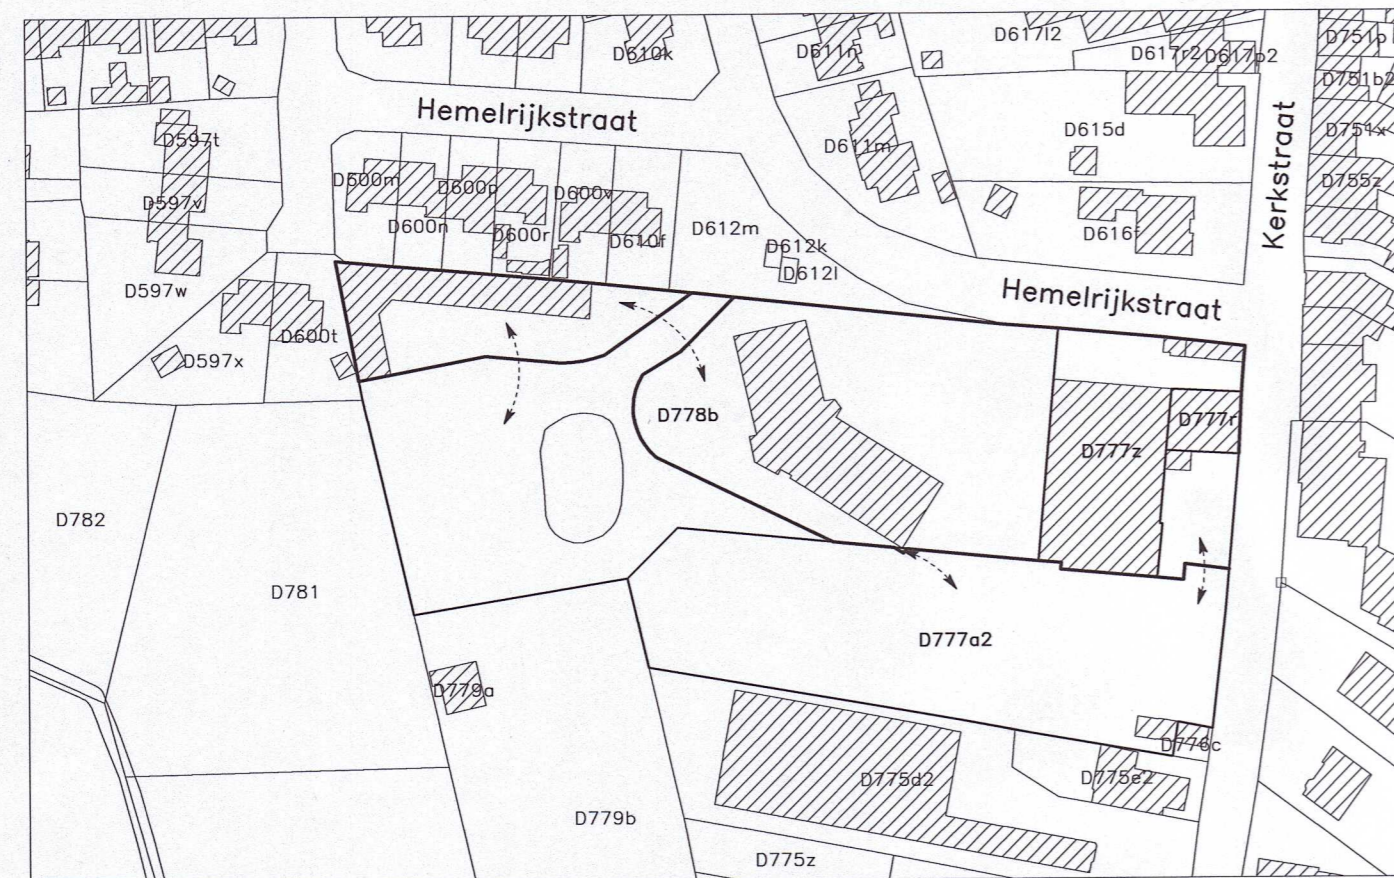 D617l2
D751p
D610k
D611n
D617r2
D617p2
D751b2
Hemelrijkstraat
D597t
D615d
D751x
Kerkstraat
D611m
D600m
D600p
D600v
D755z
D597v
D600n
D600r
D610f
D612m
D616f
D612k
D612l
D597w
Hemelrijkstraat
D600t
D597x
D778b
D777r
D777z
D782
D781
D777a2
D779a
D776c
D775d2
D775e2
D779b
D775z